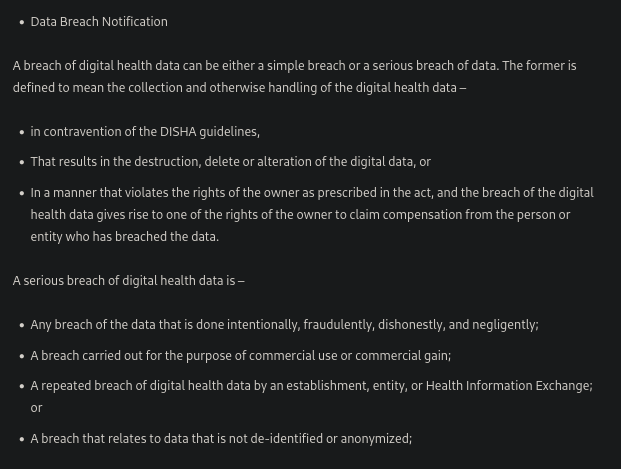 • Data Breach Notification
A breach of digital health data can be either a simple breach or a serious breach of data. The former is
defined to mean the collection and otherwise handling of the digital health data –
• in contravention of the DISHA guidelines,
• That results in the destruction, delete or alteration of the digital data, or
• In a manner that violates the rights of the owner as prescribed in the act, and the breach of the digital
health data gives rise to one of the rights of the owner to claim compensation from the person or
entity who has breached the data.
A serious breach of digital health data is –
• Any breach of the data that is done intentionally, fraudulently, dishonestly, and negligently;
• A breach carried out for the purpose of commercial use or commercial gain;
• A repeated breach of digital health data by an establishment, entity, or Health Information Exchange;
or
• A breach that relates to data that is not de-identified or anonymized;